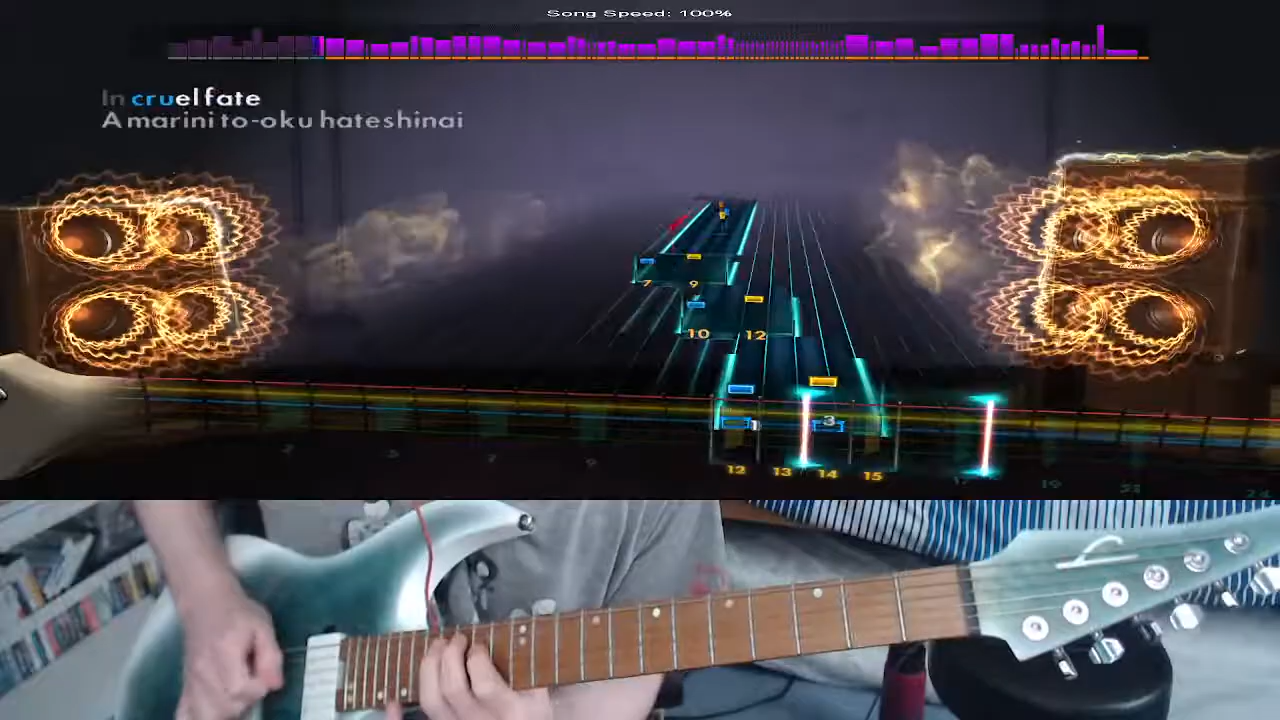 Song Speed: 100%
In cruel fate
A marini to-oku hateshinai
7 9
10 12
1 3
12 13 14 15